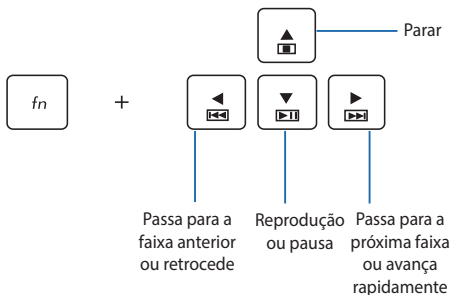 Parar
fn +
Passa para a
faixa anterior
ou retrocede
Reprodução
ou pausa
Passa para a
próxima faixa
ou avança
rapidamente